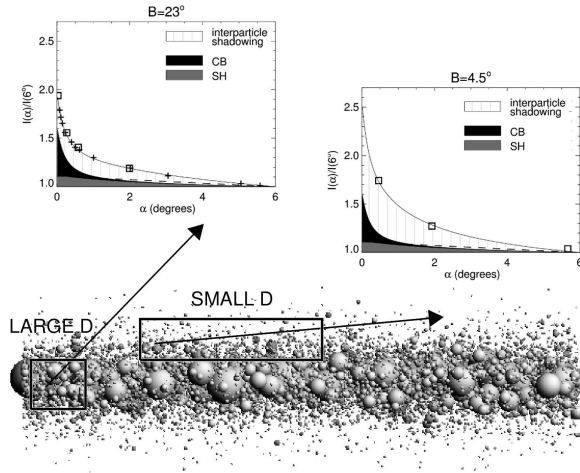 B=23°
I(α)/I(6°)
2.5
2.0
1.5
1.0
interparticle
shadowing
CB
SH
0 2 4 6
α (degrees)
B=4.5°
I(α)/I(6°)
2.5
2.0
1.5
1.0
interparticle
shadowing
CB
SH
0 2 4 6
α (degrees)
SMALL D
LARGE D